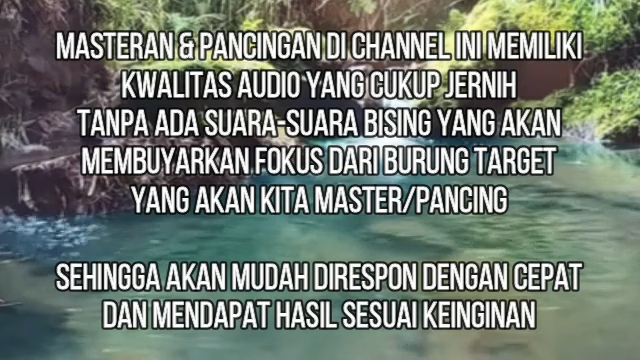 MASTERAN & PANCINGAN DI CHANNEL INI MEMILIKI
KWALITAS AUDIO YANG CUKUP JERNIH
TANPA ADA SUARA-SUARA BISING YANG AKAN
MEMBUYARKAN FOKUS DARI BURUNG TARGET
YANG AKAN KITA MASTER/PANCING
SEHINGGA AKAN MUDAH DIRESPON DENGAN CEPAT
DAN MENDAPAT HASIL SESUAI KEINGINAN